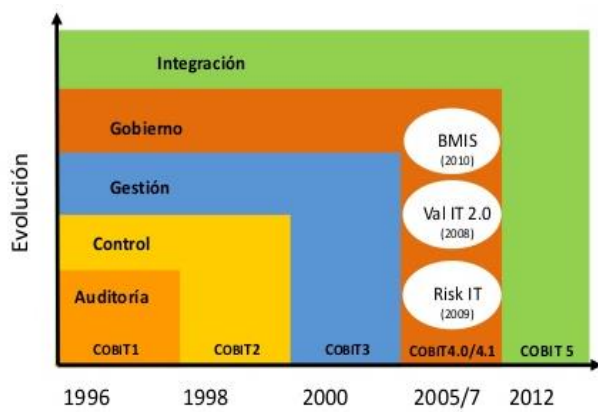 Integración
Gobierno
BMIS
(2010)
Gestión
Val IT 2.0
(2008)
Control
Auditoría
Risk IT
(2009)
Evolución
COBIT1
COBIT2
COBIT3
COBIT4.0/4.1
COBIT 5
1996
1998
2000
2005/7
2012